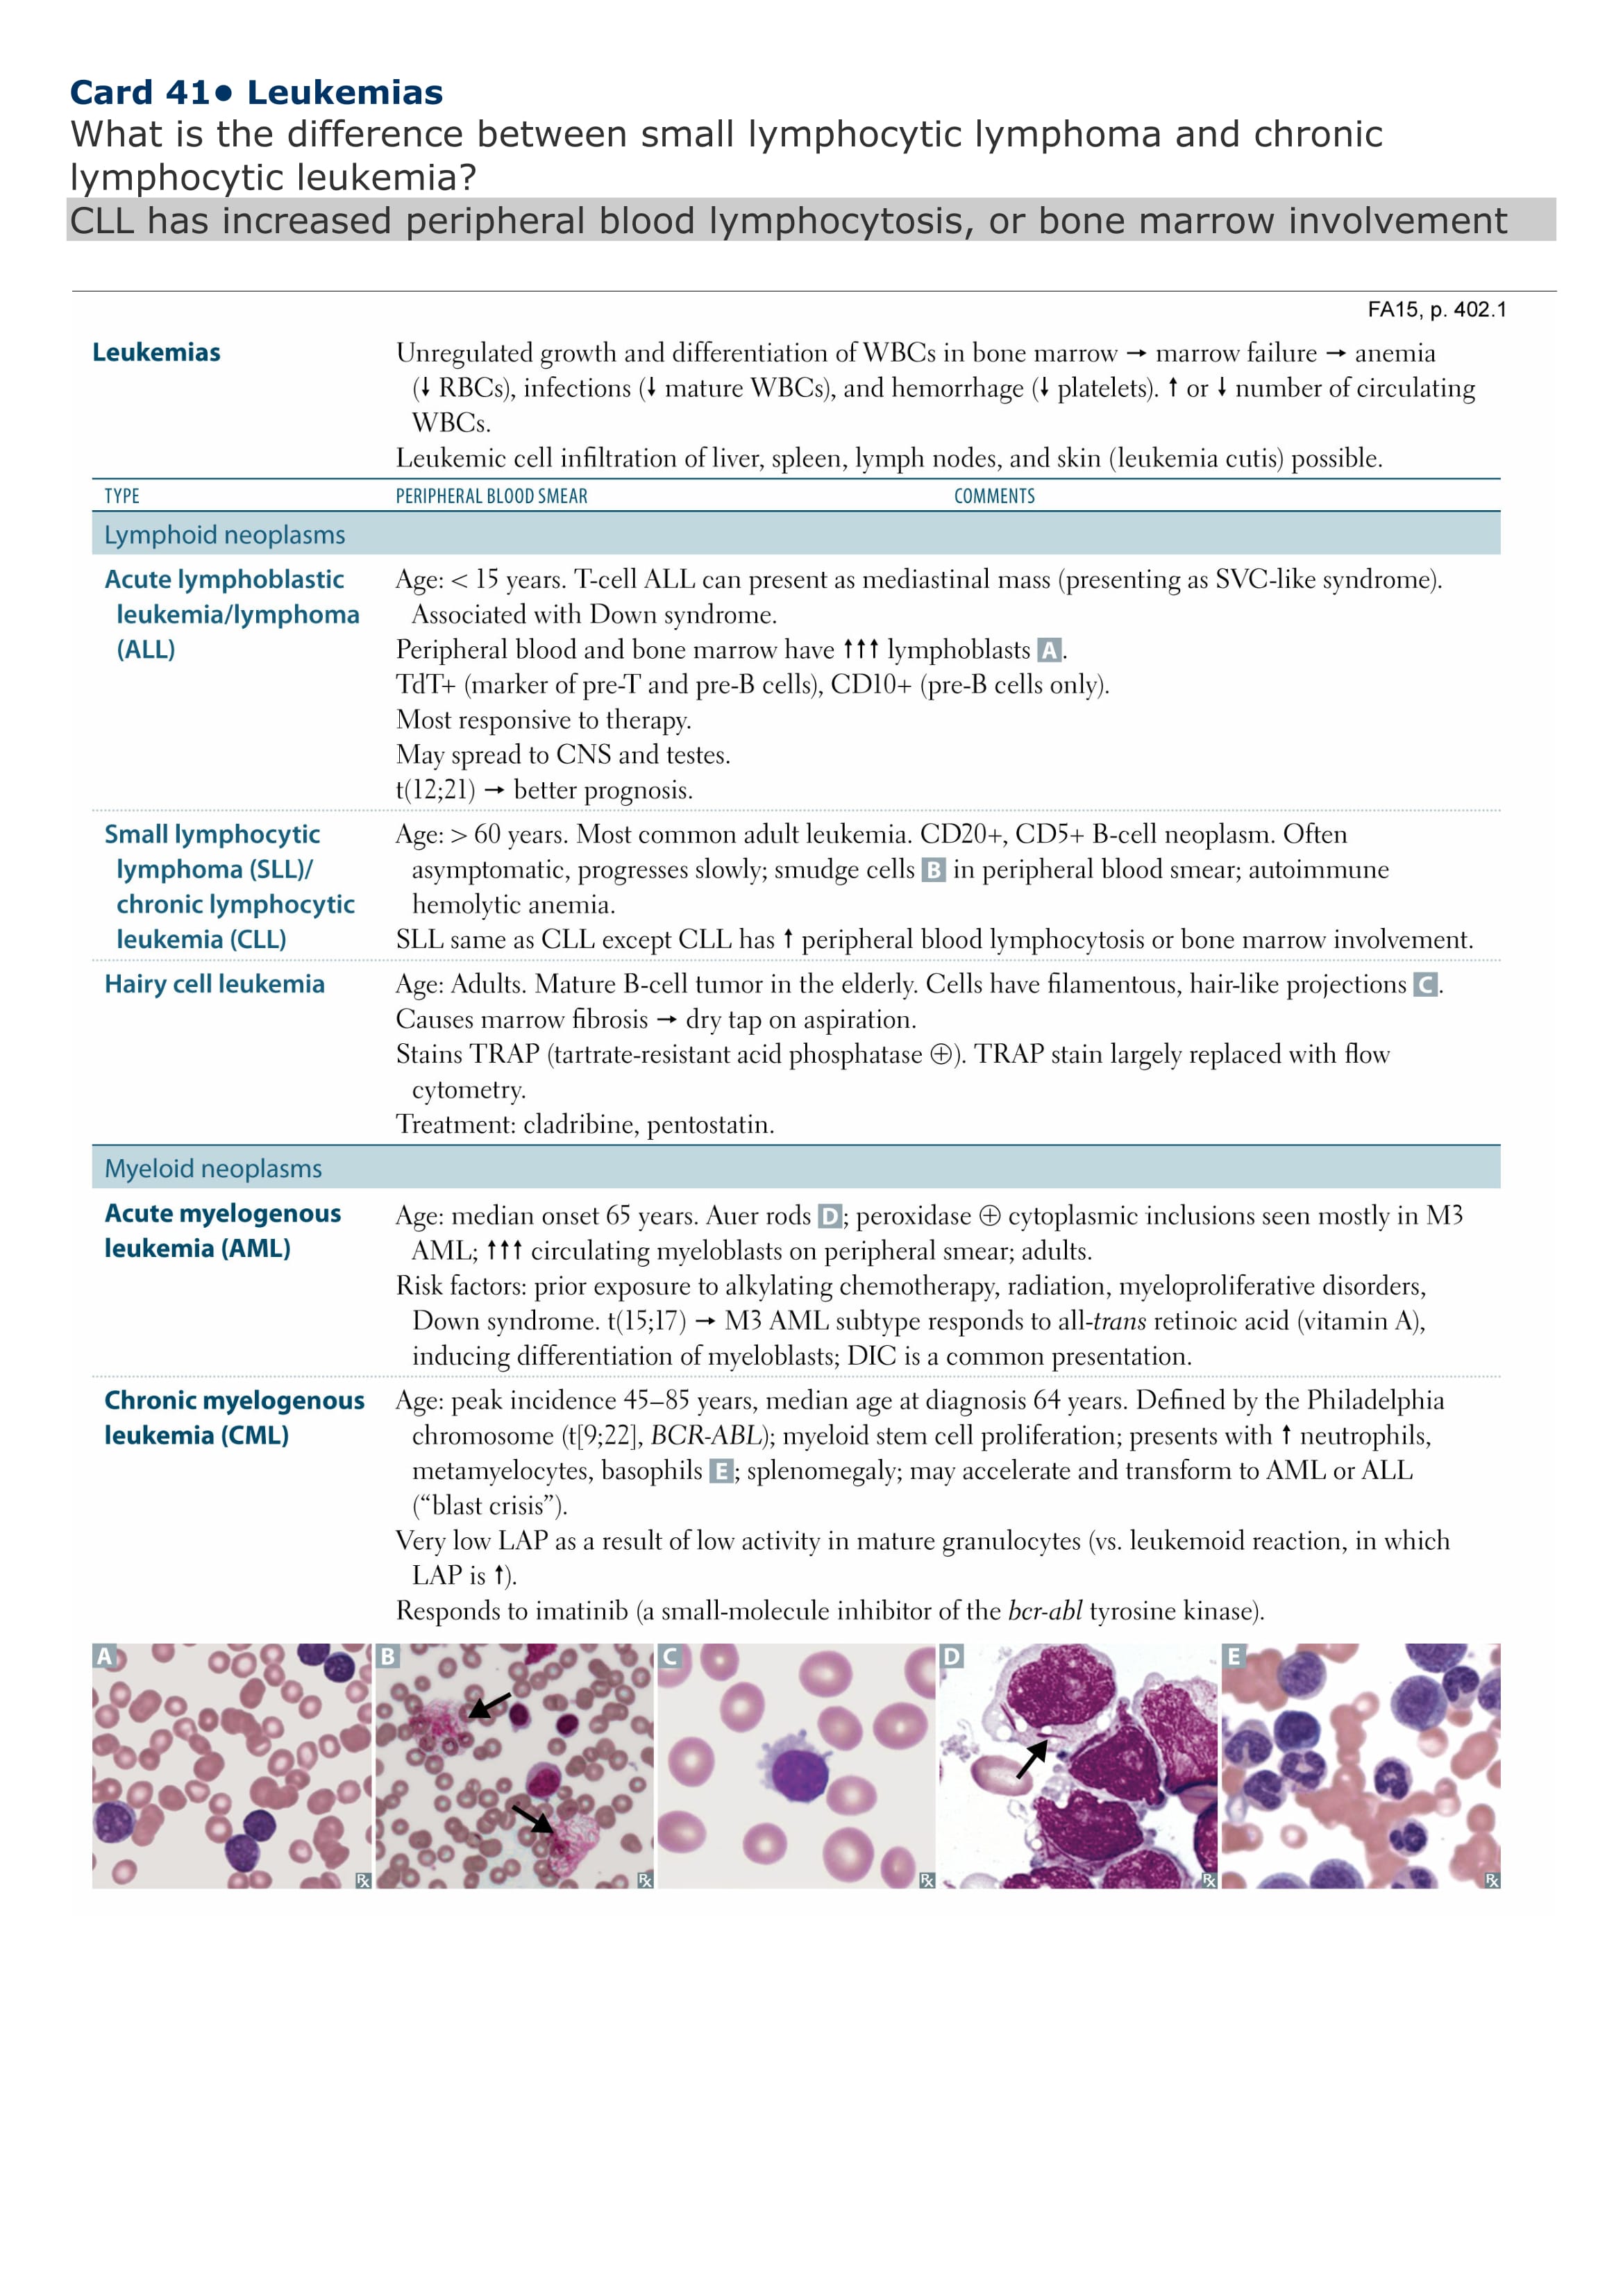 Card 41• Leukemias
What is the difference between small lymphocytic lymphoma and chronic
lymphocytic leukemia?
CLL has increased peripheral blood lymphocytosis, or bone marrow involvement
FA15, p. 402.1
Leukemias
Unregulated growth and differentiation of WBCs in bone marrow → marrow failure → anemia
(↓ RBCs), infections (↓ mature WBCs), and hemorrhage (↓ platelets). ↑ or ↓ number of circulating
WBCs.
Leukemic cell infiltration of liver, spleen, lymph nodes, and skin (leukemia cutis) possible.
TYPE PERIPHERAL BLOOD SMEAR COMMENTS
Lymphoid neoplasms
Acute lymphoblastic
leukemia/lymphoma
(ALL)
Age: < 15 years. T-cell ALL can present as mediastinal mass (presenting as SVC-like syndrome).
Associated with Down syndrome.
Peripheral blood and bone marrow have ↑↑↑ lymphoblasts A.
TdT+ (marker of pre-T and pre-B cells), CD10+ (pre-B cells only).
Most responsive to therapy.
May spread to CNS and testes.
t(12;21) → better prognosis.
Small lymphocytic
lymphoma (SLL)/
chronic lymphocytic
leukemia (CLL)
Age: > 60 years. Most common adult leukemia. CD20+, CD5+ B-cell neoplasm. Often
asymptomatic, progresses slowly; smudge cells B in peripheral blood smear; autoimmune
hemolytic anemia.
SLL same as CLL except CLL has ↑ peripheral blood lymphocytosis or bone marrow involvement.
Hairy cell leukemia
Age: Adults. Mature B-cell tumor in the elderly. Cells have filamentous, hair-like projections C.
Causes marrow fibrosis → dry tap on aspiration.
Stains TRAP (tartrate-resistant acid phosphatase ⊕). TRAP stain largely replaced with flow
cytometry.
Treatment: cladribine, pentostatin.
Myeloid neoplasms
Acute myelogenous
leukemia (AML)
Age: median onset 65 years. Auer rods D; peroxidase ⊕ cytoplasmic inclusions seen mostly in M3
AML; ↑↑↑ circulating myeloblasts on peripheral smear; adults.
Risk factors: prior exposure to alkylating chemotherapy, radiation, myeloproliferative disorders,
Down syndrome. t(15;17) → M3 AML subtype responds to all-trans retinoic acid (vitamin A),
inducing differentiation of myeloblasts; DIC is a common presentation.
Chronic myelogenous
leukemia (CML)
Age: peak incidence 45–85 years, median age at diagnosis 64 years. Defined by the Philadelphia
chromosome (t[9;22], BCR-ABL); myeloid stem cell proliferation; presents with ↑ neutrophils,
metamyelocytes, basophils E; splenomegaly; may accelerate and transform to AML or ALL
(“blast crisis”).
Very low LAP as a result of low activity in mature granulocytes (vs. leukemoid reaction, in which
LAP is ↑).
Responds to imatinib (a small-molecule inhibitor of the bcr-abl tyrosine kinase).
A B C D E
Rx Rx Rx Rx Rx